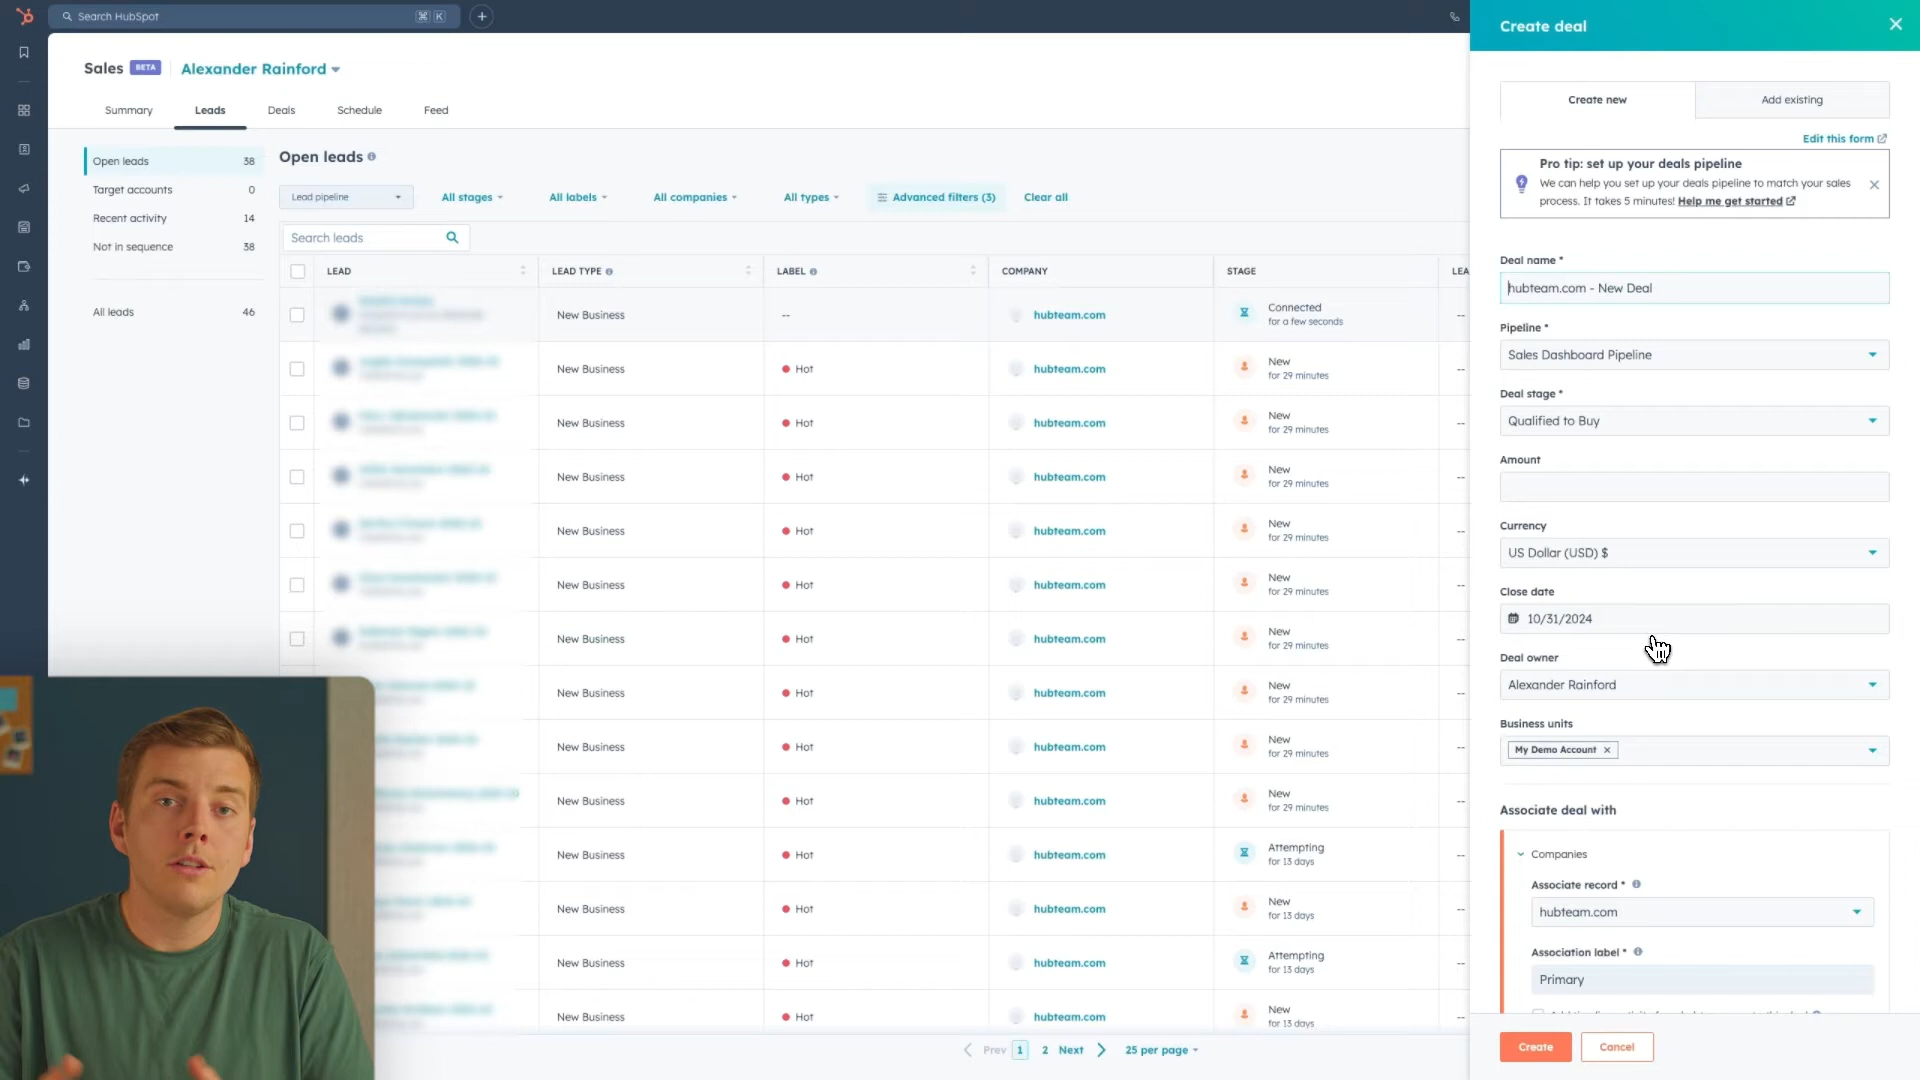 Search HubSpot
⌘ K
Sales BETA Alexander Rainford
Summary Leads Deals Schedule Feed
Open leads 38
Target accounts 0
Recent activity 14
Not in sequence 38
All leads 46
Open leads
Lead pipeline All stages All labels All companies All types Advanced filters (3) Clear all
Search leads
LEAD LEAD TYPE LABEL COMPANY STAGE LEA
New Business -- hubteam.com Connected --
for a few seconds
New Business Hot hubteam.com New --
for 29 minutes
New Business Hot hubteam.com New --
for 29 minutes
New Business Hot hubteam.com New --
for 29 minutes
New Business Hot hubteam.com New --
for 29 minutes
New Business Hot hubteam.com New --
for 29 minutes
New Business Hot hubteam.com New --
for 29 minutes
New Business Hot hubteam.com New --
for 29 minutes
New Business Hot hubteam.com New --
for 29 minutes
New Business Hot hubteam.com New --
for 29 minutes
New Business Hot hubteam.com Attempting --
for 13 days
New Business Hot hubteam.com New --
for 13 days
New Business Hot hubteam.com Attempting --
for 13 days
New Business Hot hubteam.com New --
for 13 days
Prev 1 2 Next 25 per page
Create deal
Create new Add existing
Edit this form
Pro tip: set up your deals pipeline
We can help you set up your deals pipeline to match your sales
process. It takes 5 minutes! Help me get started
Deal name *
hubteam.com - New Deal
Pipeline *
Sales Dashboard Pipeline
Deal stage *
Qualified to Buy
Amount
Currency
US Dollar (USD) $
Close date
10/31/2024
Deal owner
Alexander Rainford
Business units
My Demo Account
Associate deal with
Companies
Associate record *
hubteam.com
Association label *
Primary
Create Cancel